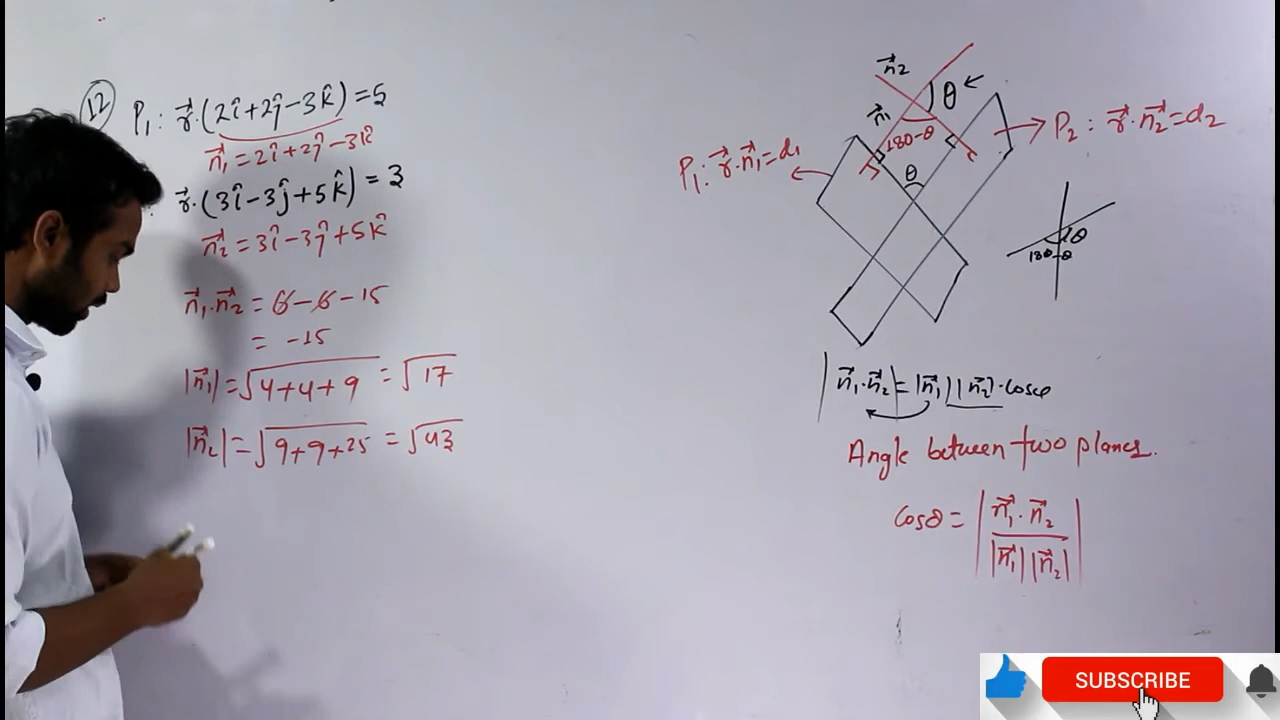 12
P₁ : r⃗·(2î+2ĵ−3k̂) = 5
n⃗₁ = 2î+2ĵ−3k̂
r⃗·(3î−3ĵ+5k̂) = 3
n⃗₂ = 3î−3ĵ+5k̂
n⃗₁·n⃗₂ = 6−6−15
= −15
|n⃗₁| = √4+4+9 = √17
|n⃗₂| = √9+9+25 = √43
n⃗₂
θ
n⃗₁
180−θ
θ
P₁: r⃗·n⃗₁=d₁
P₂ : r⃗·n⃗₂=d₂
θ
180−θ
|n⃗₁·n⃗₂| = |n⃗₁| |n⃗₂|·cosθ
Angle between two planes.
cosθ = |n⃗₁·n⃗₂ / |n⃗₁||n⃗₂||
SUBSCRIBE